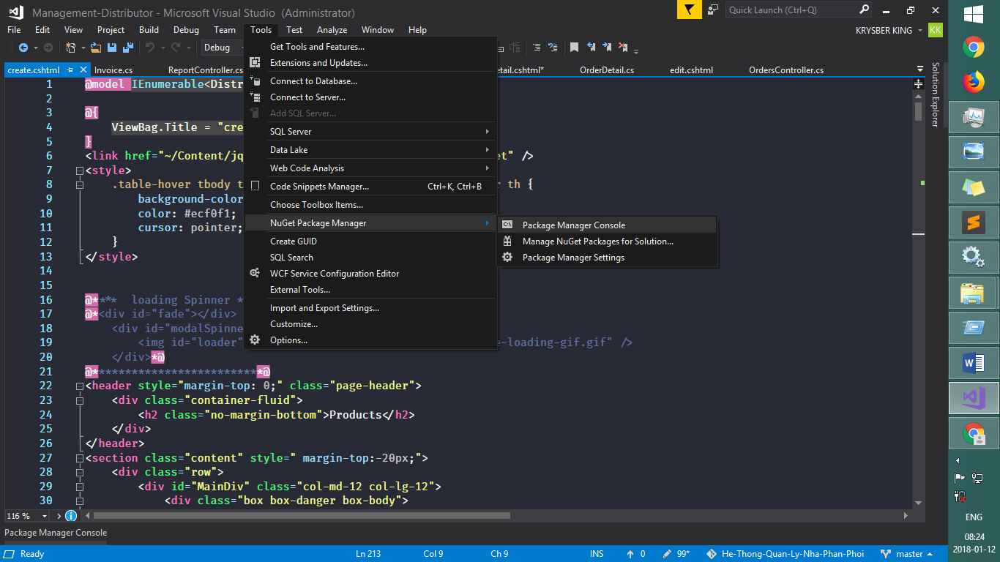 Management-Distributor - Microsoft Visual Studio (Administrator)
Quick Launch (Ctrl+Q)
File Edit View Project Build Debug Team Tools Test Analyze Window Help
KRYSBER KING KK
Debug
create.cshtml Invoice.cs ReportController.cs etail.cshtml* OrderDetail.cs edit.cshtml OrdersController.cs
Solution Explorer
Get Tools and Features...
Extensions and Updates...
Connect to Database...
Connect to Server...
Add SQL Server...
SQL Server
Data Lake
Web Code Analysis
Code Snippets Manager... Ctrl+K, Ctrl+B
Choose Toolbox Items...
NuGet Package Manager
Create GUID
SQL Search
WCF Service Configuration Editor
External Tools...
Import and Export Settings...
Customize...
Options...
Package Manager Console
Manage NuGet Packages for Solution...
Package Manager Settings
1 @model IEnumerable<Distr
2
3 @{
4 ViewBag.Title = "cre
5 }
6 <link href="~/Content/jq et" />
7 <style>
8 .table-hover tbody t r th {
9 background-color
10 color: #ecf0f1;
11 cursor: pointer;
12 }
13 </style>
14
15
16 @**** loading Spinner *
17 @*<div id="fade"></div>
18 <div id="modalSpinne
19 <img id="loader" e-loading-gif.gif" />
20 </div>*@
21 @*************************@
22 <header style="margin-top: 0;" class="page-header">
23 <div class="container-fluid">
24 <h2 class="no-margin-bottom">Products</h2>
25 </div>
26 </header>
27 <section class="content" style=" margin-top:-20px;">
28 <div class="row">
29 <div id="MainDiv" class="col-md-12 col-lg-12">
30 <div class="box box-danger box-body">
116 %
Package Manager Console
Ready Ln 213 Col 9 Ch 9 INS 0 99* He-Thong-Quan-Ly-Nha-Phan-Phoi master
ENG
08:24
2018-01-12